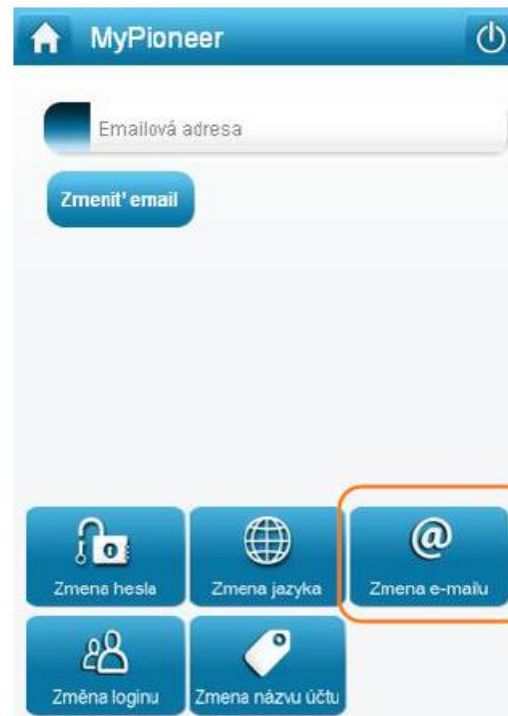 MyPioneer
Emailová adresa
Zmeniť email
Zmena hesla
Zmena jazyka
@
Zmena e-mailu
Změna loginu
Zmena názvu účtu